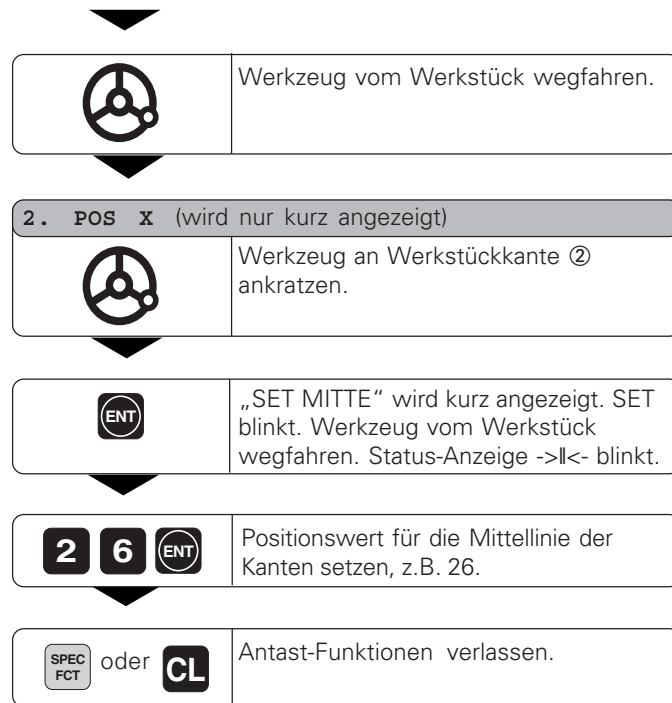 Werkzeug vom Werkstück wegfahren.
2. POS X (wird nur kurz angezeigt)
Werkzeug an Werkstückkante ②
ankratzen.
ENT
„SET MITTE“ wird kurz angezeigt. SET
blinkt. Werkzeug vom Werkstück
wegfahren. Status-Anzeige ->‖<- blinkt.
2 6 ENT
Positionswert für die Mittellinie der
Kanten setzen, z.B. 26.
SPEC
FCT oder CL
Antast-Funktionen verlassen.